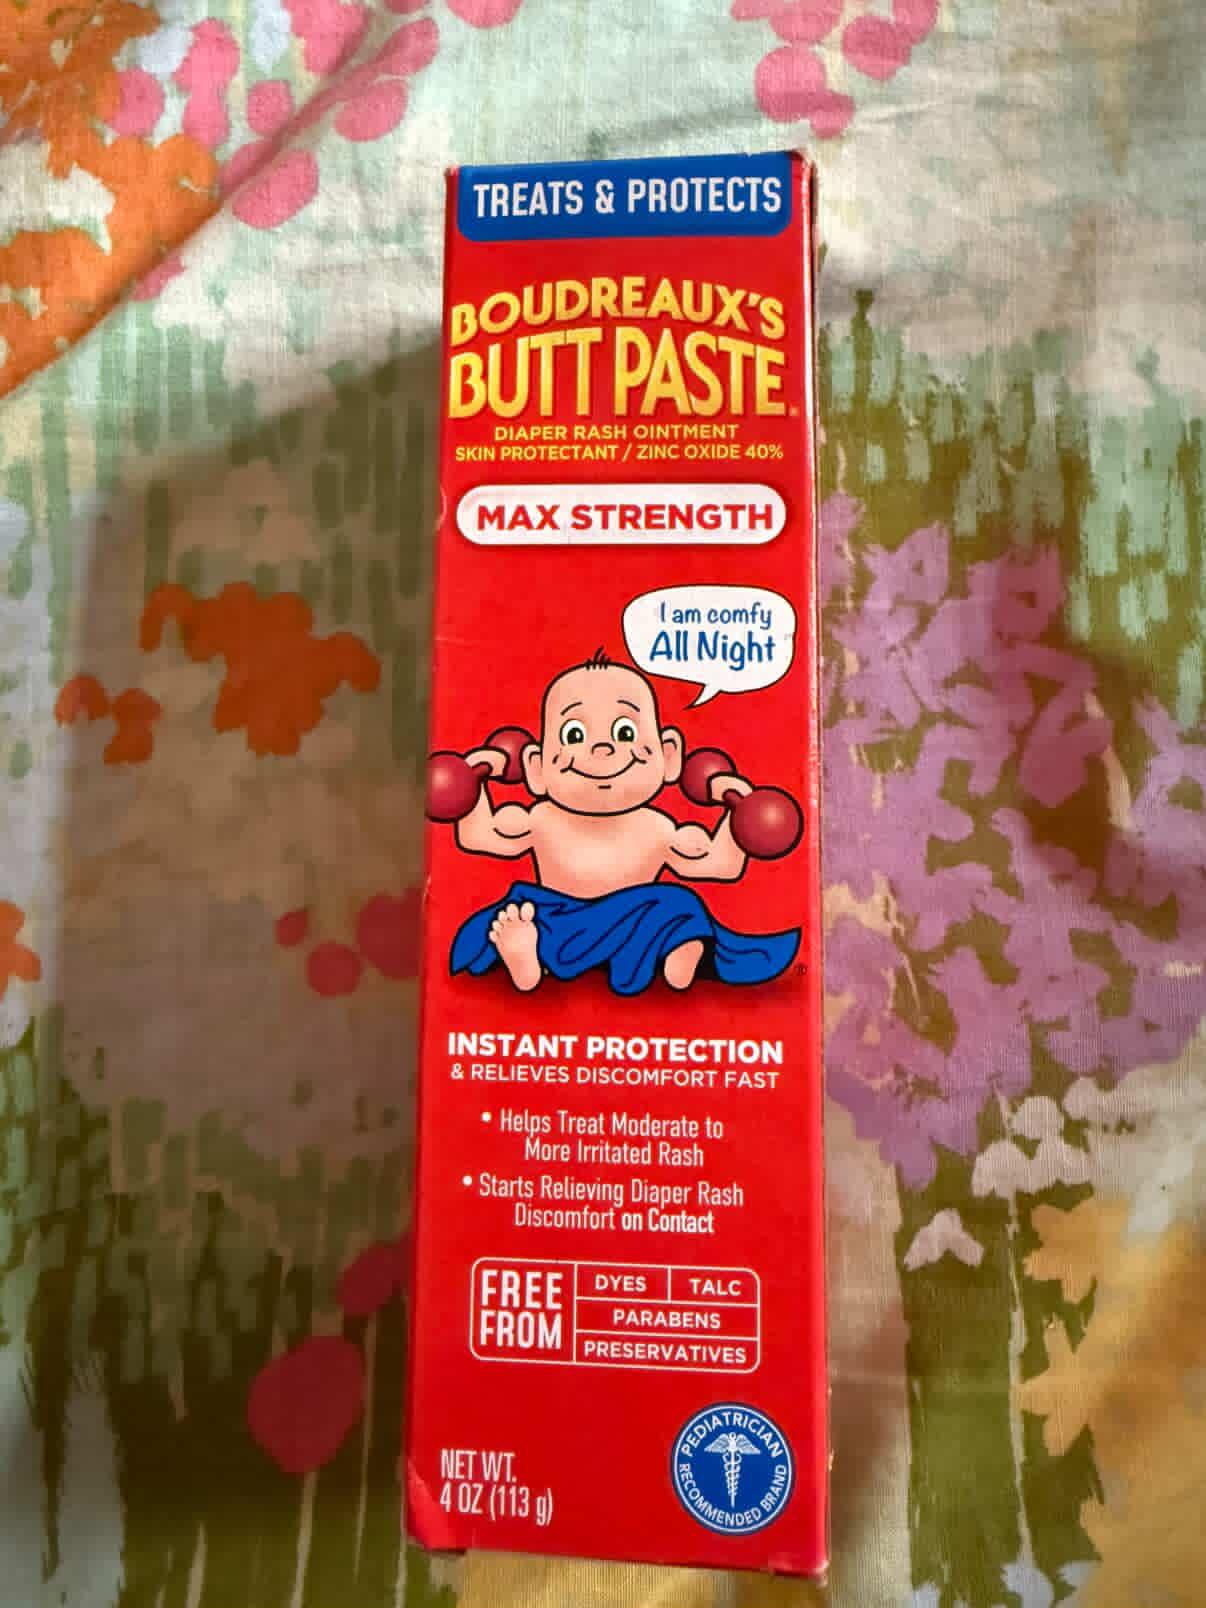 TREATS & PROTECTS
BOUDREAUX'S
BUTT PASTE®
DIAPER RASH OINTMENT
SKIN PROTECTANT / ZINC OXIDE 40%
MAX STRENGTH
I am comfy
All Night
®
INSTANT PROTECTION
& RELIEVES DISCOMFORT FAST
• Helps Treat Moderate to
More Irritated Rash
• Starts Relieving Diaper Rash
Discomfort on Contact
FREE
FROM
DYES TALC
PARABENS
PRESERVATIVES
NET WT.
4 OZ (113 g)
PEDIATRICIAN
RECOMMENDED BRAND